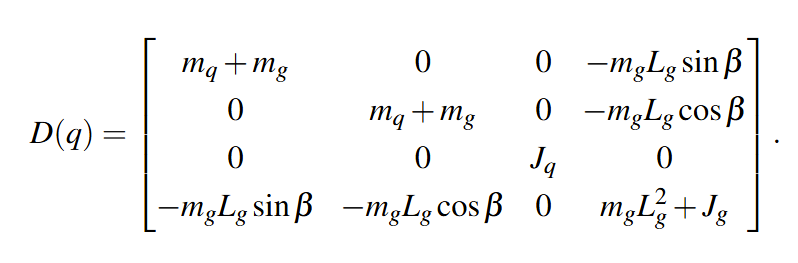 D(q) = [ m_q + m_g   0   0   −m_g L_g sin β
0   m_q + m_g   0   −m_g L_g cos β
0   0   J_q   0
−m_g L_g sin β   −m_g L_g cos β   0   m_g L_g^2 + J_g ] .